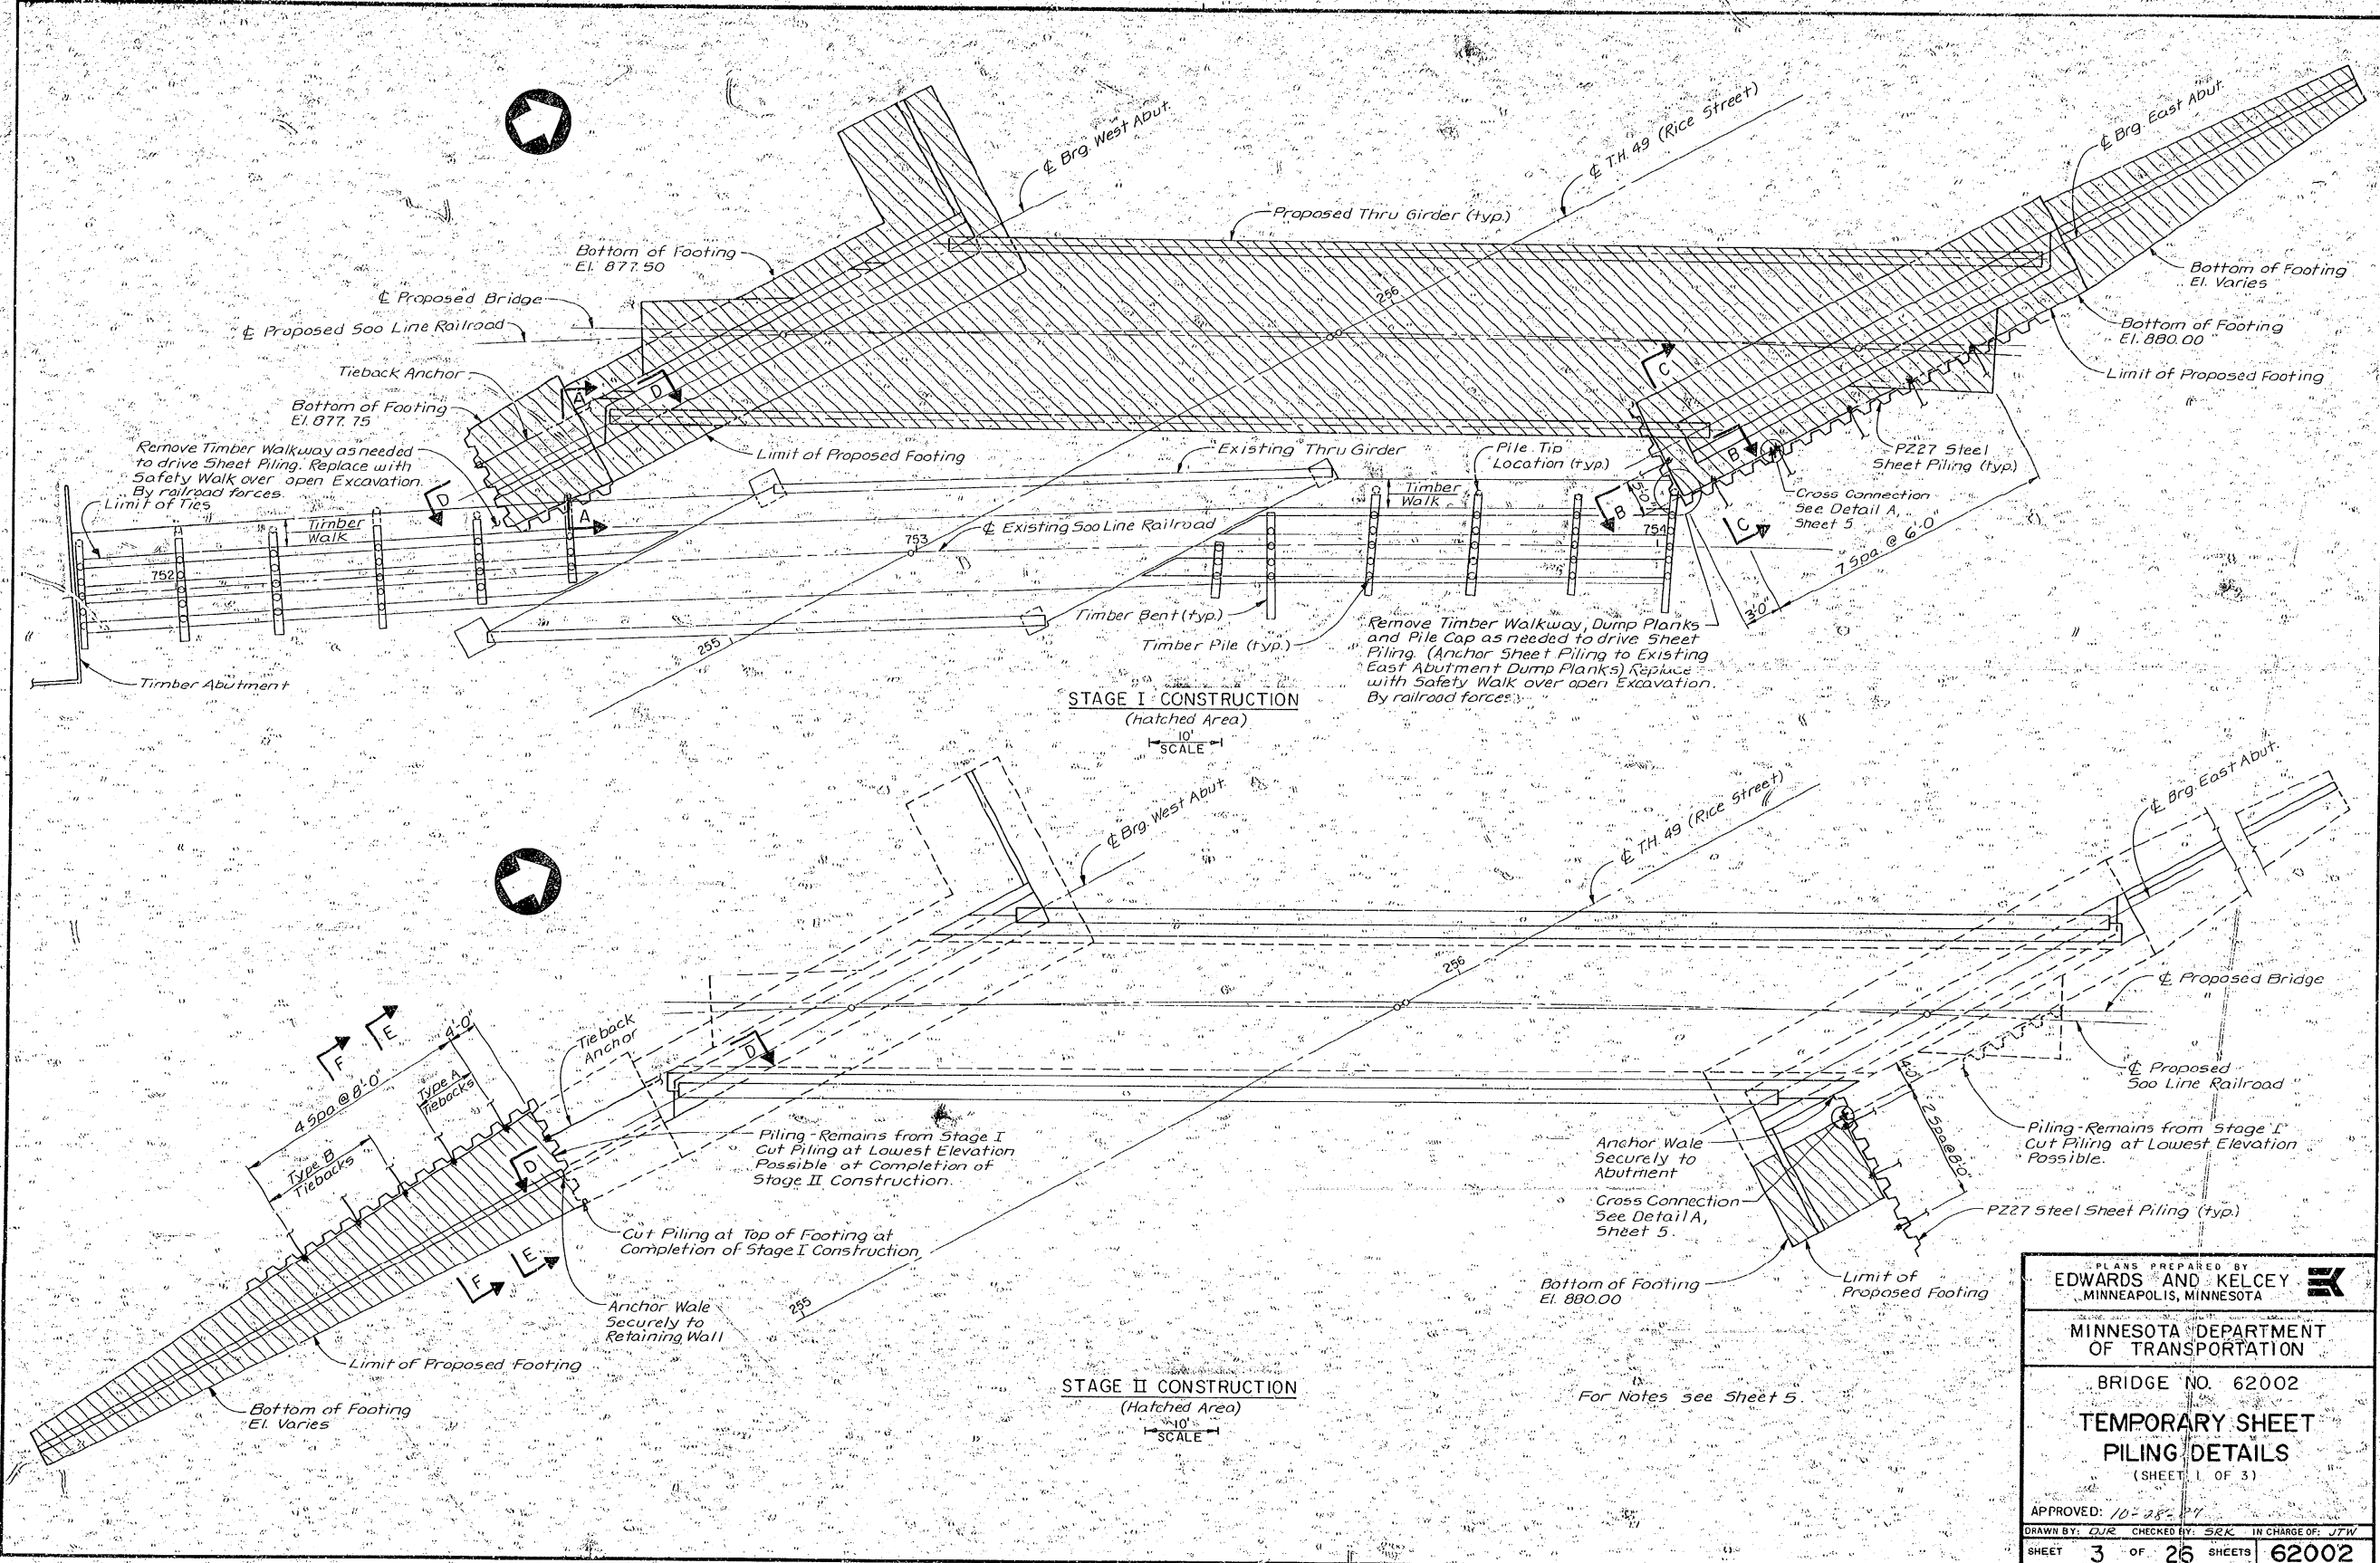 ℄ Brg. West Abut.
℄ T.H. 49 (Rice Street)
℄ Brg. East Abut.
Proposed Thru Girder (typ.)
Bottom of Footing
El. 877.50
℄ Proposed Bridge
℄ Proposed Soo Line Railroad
256
Bottom of Footing
El. Varies
Bottom of Footing
El. 880.00
Limit of Proposed Footing
Tieback Anchor
Bottom of Footing
El. 877.75
A
D
C
Remove Timber Walkway as needed
to drive Sheet Piling. Replace with
Safety Walk over open Excavation.
By railroad forces.
Limit of Ties
D
A
Limit of Proposed Footing
Existing Thru Girder
Pile Tip
Location (typ.)
B
PZ27 Steel
Sheet Piling (typ.)
Timber
Walk
Timber
Walk
℄ Existing Soo Line Railroad
5'-0"
B
C
Cross Connection
See Detail A,
Sheet 5
752
753
754
7 Spa. @ 6'-0"
3'-0"
255
Timber Bent (typ.)
Timber Pile (typ.)
Remove Timber Walkway, Dump Planks
and Pile Cap as needed to drive Sheet
Piling. (Anchor Sheet Piling to Existing
East Abutment Dump Planks) Replace
with Safety Walk over open Excavation.
By railroad forces.
Timber Abutment
STAGE I CONSTRUCTION
(Hatched Area)
10'
SCALE
℄ Brg. West Abut.
℄ T.H. 49 (Rice Street)
℄ Brg. East Abut.
256
℄ Proposed Bridge
℄ Proposed
Soo Line Railroad
F
E
4'-0"
4 Spa. @ 8'-0"
Type A
Tiebacks
Type B
Tiebacks
Tieback
Anchor
D
D
Piling-Remains from Stage I
Cut Piling at Lowest Elevation
Possible at Completion of
Stage II Construction.
Cut Piling at Top of Footing at
Completion of Stage I Construction
F
E
Anchor Wale
Securely to
Retaining Wall
255
Anchor Wale
Securely to
Abutment
Cross Connection
See Detail A,
Sheet 5.
2 Spa @ 8'-0"
Piling-Remains from Stage I
Cut Piling at Lowest Elevation
Possible.
PZ27 Steel Sheet Piling (typ.)
Bottom of Footing
El. 880.00
Limit of
Proposed Footing
Limit of Proposed Footing
Bottom of Footing
El. Varies
STAGE II CONSTRUCTION
(Hatched Area)
10'
SCALE
For Notes see Sheet 5.
PLANS PREPARED BY
EDWARDS AND KELCEY
MINNEAPOLIS, MINNESOTA
MINNESOTA DEPARTMENT
OF TRANSPORTATION
BRIDGE NO. 62002
TEMPORARY SHEET
PILING DETAILS
(SHEET 1 OF 3)
APPROVED: 10-28-
DRAWN BY: DJR CHECKED BY: SRK IN CHARGE OF: JTW
SHEET 3 OF 26 SHEETS 62002